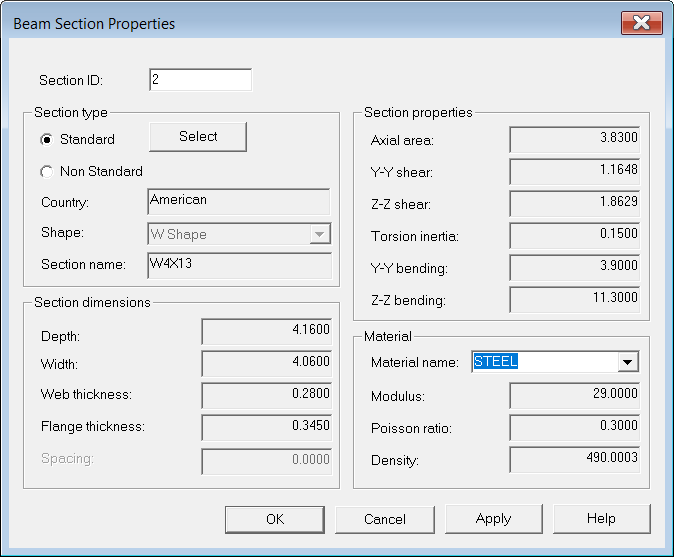 Beam Section Properties
Section ID: 2
Section type
Standard Select
Non Standard
Country: American
Shape: W Shape
Section name: W4X13
Section dimensions
Depth: 4.1600
Width: 4.0600
Web thickness: 0.2800
Flange thickness: 0.3450
Spacing: 0.0000
Section properties
Axial area: 3.8300
Y-Y shear: 1.1648
Z-Z shear: 1.8629
Torsion inertia: 0.1500
Y-Y bending: 3.9000
Z-Z bending: 11.3000
Material
Material name: STEEL
Modulus: 29.0000
Poisson ratio: 0.3000
Density: 490.0003
OK Cancel Apply Help